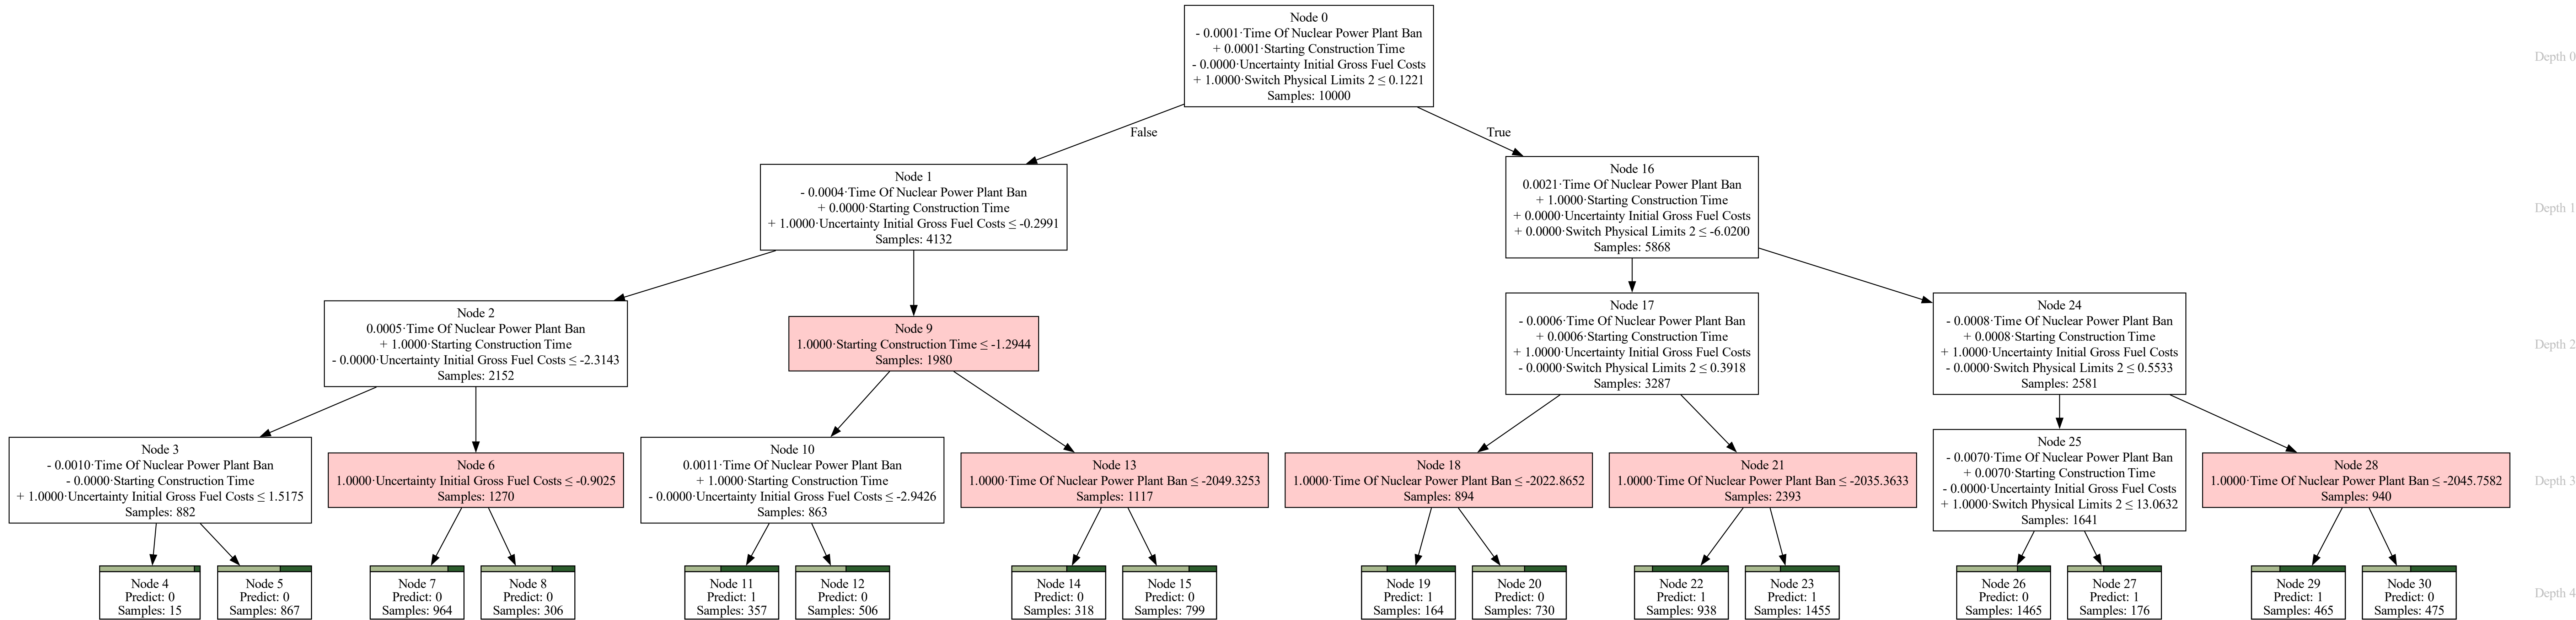 Node 0
- 0.0001·Time Of Nuclear Power Plant Ban
+ 0.0001·Starting Construction Time
- 0.0000·Uncertainty Initial Gross Fuel Costs
+ 1.0000·Switch Physical Limits 2 ≤ 0.1221
Samples: 10000
Depth 0
False
True
Node 1
- 0.0004·Time Of Nuclear Power Plant Ban
+ 0.0000·Starting Construction Time
+ 1.0000·Uncertainty Initial Gross Fuel Costs ≤ -0.2991
Samples: 4132
Node 16
0.0021·Time Of Nuclear Power Plant Ban
+ 1.0000·Starting Construction Time
+ 0.0000·Uncertainty Initial Gross Fuel Costs
+ 0.0000·Switch Physical Limits 2 ≤ -6.0200
Samples: 5868
Depth 1
Node 2
0.0005·Time Of Nuclear Power Plant Ban
+ 1.0000·Starting Construction Time
- 0.0000·Uncertainty Initial Gross Fuel Costs ≤ -2.3143
Samples: 2152
Node 9
1.0000·Starting Construction Time ≤ -1.2944
Samples: 1980
Node 17
- 0.0006·Time Of Nuclear Power Plant Ban
+ 0.0006·Starting Construction Time
+ 1.0000·Uncertainty Initial Gross Fuel Costs
- 0.0000·Switch Physical Limits 2 ≤ 0.3918
Samples: 3287
Node 24
- 0.0008·Time Of Nuclear Power Plant Ban
+ 0.0008·Starting Construction Time
+ 1.0000·Uncertainty Initial Gross Fuel Costs
- 0.0000·Switch Physical Limits 2 ≤ 0.5533
Samples: 2581
Depth 2
Node 3
- 0.0010·Time Of Nuclear Power Plant Ban
- 0.0000·Starting Construction Time
+ 1.0000·Uncertainty Initial Gross Fuel Costs ≤ 1.5175
Samples: 882
Node 6
1.0000·Uncertainty Initial Gross Fuel Costs ≤ -0.9025
Samples: 1270
Node 10
0.0011·Time Of Nuclear Power Plant Ban
+ 1.0000·Starting Construction Time
- 0.0000·Uncertainty Initial Gross Fuel Costs ≤ -2.9426
Samples: 863
Node 13
1.0000·Time Of Nuclear Power Plant Ban ≤ -2049.3253
Samples: 1117
Node 18
1.0000·Time Of Nuclear Power Plant Ban ≤ -2022.8652
Samples: 894
Node 21
1.0000·Time Of Nuclear Power Plant Ban ≤ -2035.3633
Samples: 2393
Node 25
- 0.0070·Time Of Nuclear Power Plant Ban
+ 0.0070·Starting Construction Time
- 0.0000·Uncertainty Initial Gross Fuel Costs
+ 1.0000·Switch Physical Limits 2 ≤ 13.0632
Samples: 1641
Node 28
1.0000·Time Of Nuclear Power Plant Ban ≤ -2045.7582
Samples: 940
Depth 3
Node 4
Predict: 0
Samples: 15
Node 5
Predict: 0
Samples: 867
Node 7
Predict: 0
Samples: 964
Node 8
Predict: 0
Samples: 306
Node 11
Predict: 1
Samples: 357
Node 12
Predict: 0
Samples: 506
Node 14
Predict: 0
Samples: 318
Node 15
Predict: 0
Samples: 799
Node 19
Predict: 1
Samples: 164
Node 20
Predict: 0
Samples: 730
Node 22
Predict: 1
Samples: 938
Node 23
Predict: 1
Samples: 1455
Node 26
Predict: 0
Samples: 1465
Node 27
Predict: 1
Samples: 176
Node 29
Predict: 1
Samples: 465
Node 30
Predict: 0
Samples: 475
Depth 4